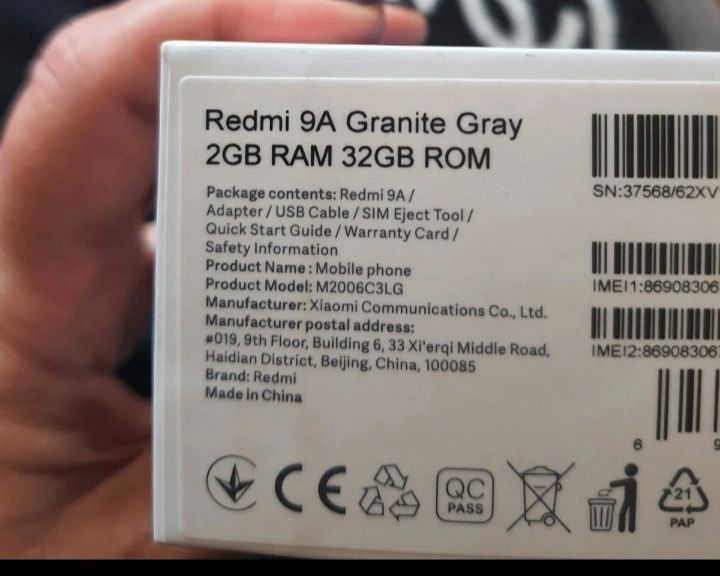 Redmi 9A Granite Gray
2GB RAM 32GB ROM
Package contents: Redmi 9A /
Adapter / USB Cable / SIM Eject Tool /
Quick Start Guide / Warranty Card /
Safety Information
Product Name : Mobile phone
Product Model: M2006C3LG
Manufacturer: Xiaomi Communications Co., Ltd.
Manufacturer postal address:
#019, 9th Floor, Building 6, 33 Xi'erqi Middle Road,
Haidian District, Beijing, China, 100085
Brand: Redmi
Made in China
SN:37568/62XV
IMEI1:86908306
IMEI2:86908306
6 9
CE
QC
PASS
21
PAP